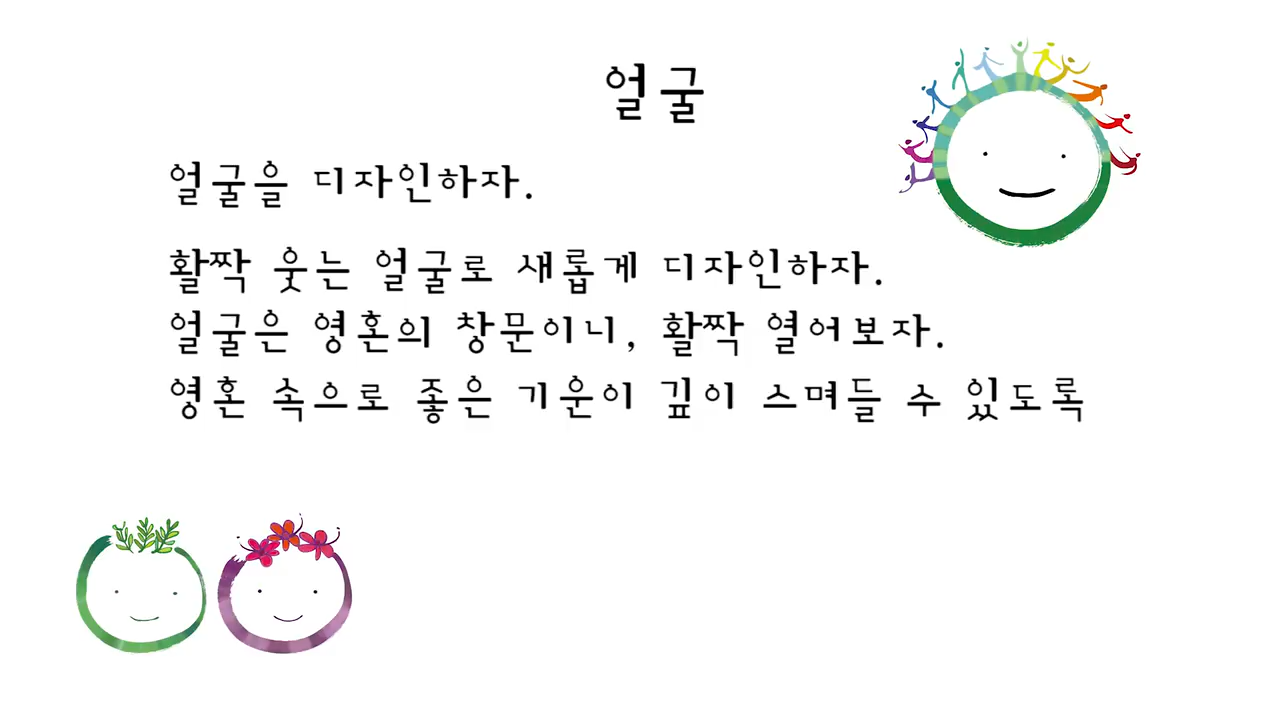 얼굴
얼굴을 디자인하자.
활짝 웃는 얼굴로 새롭게 디자인하자.
얼굴은 영혼의 창문이니, 활짝 열어보자.
영혼 속으로 좋은 기운이 깊이 스며들 수 있도록